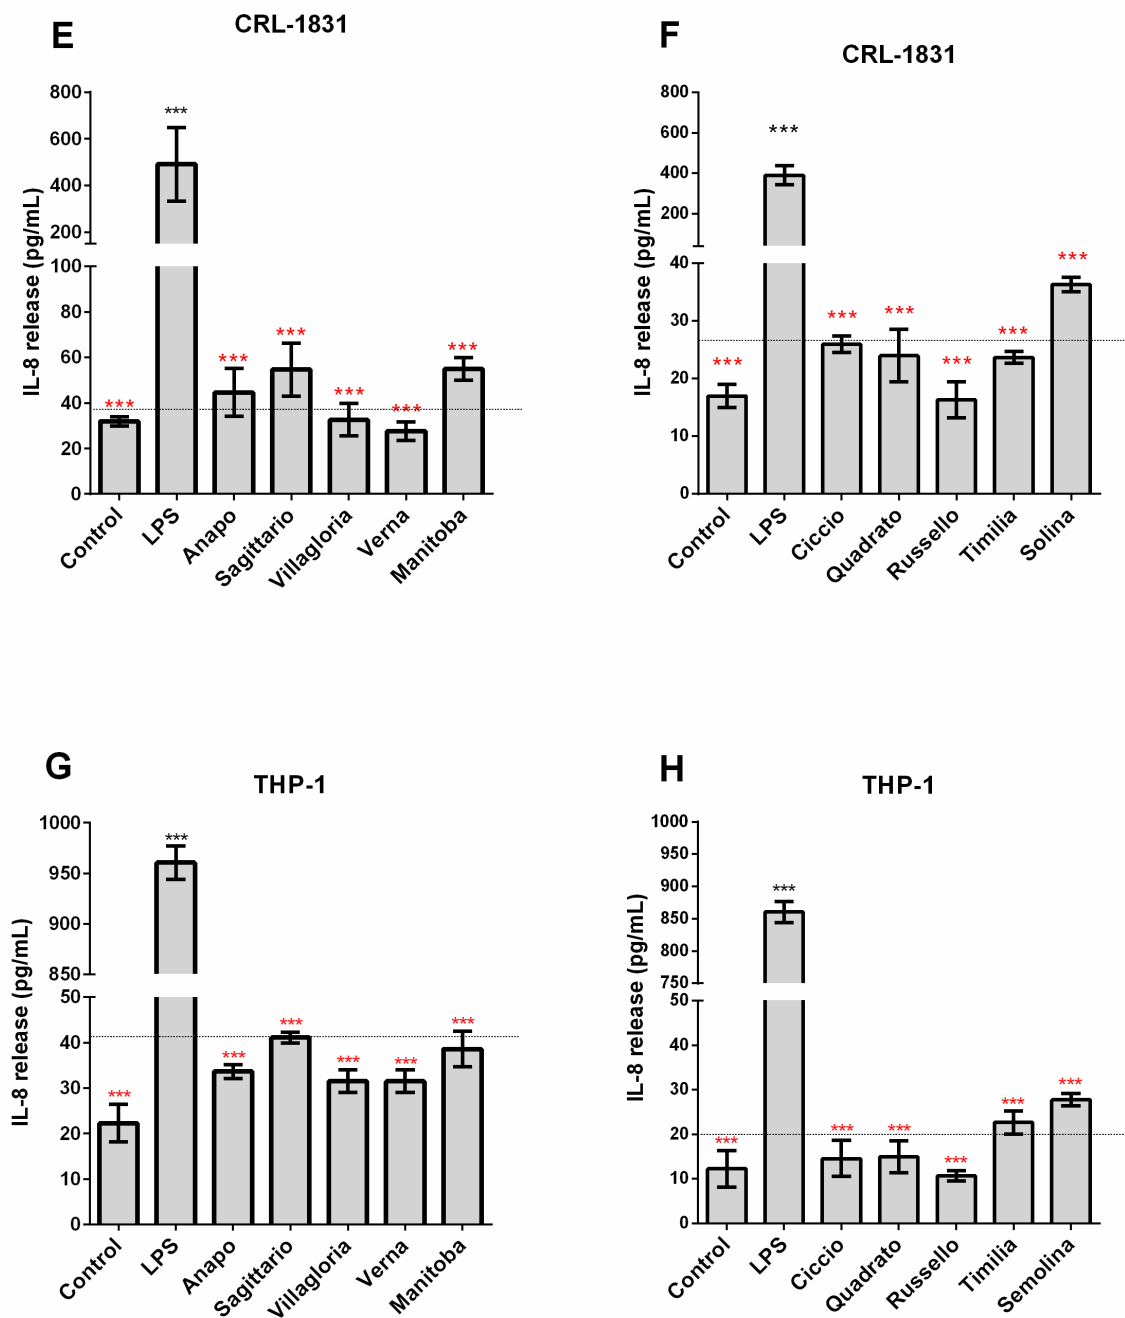 E
CRL-1831
IL-8 release (pg/mL)
800
600
400
200
100
80
60
40
20
0
***
***
***
***
***
***
***
Control
LPS
Anapo
Sagittario
Villagloria
Verna
Manitoba
F
CRL-1831
IL-8 release (pg/mL)
800
600
400
200
40
30
20
10
0
***
***
***
***
***
***
***
Control
LPS
Ciccio
Quadrato
Russello
Timilia
Solina
G
THP-1
IL-8 release (pg/mL)
1000
950
900
850
50
40
30
20
10
0
***
***
***
***
***
***
***
Control
LPS
Anapo
Sagittario
Villagloria
Verna
Manitoba
H
THP-1
IL-8 release (pg/mL)
1000
950
900
850
800
750
50
40
30
20
10
0
***
***
***
***
***
***
***
Control
LPS
Ciccio
Quadrato
Russello
Timilia
Semolina